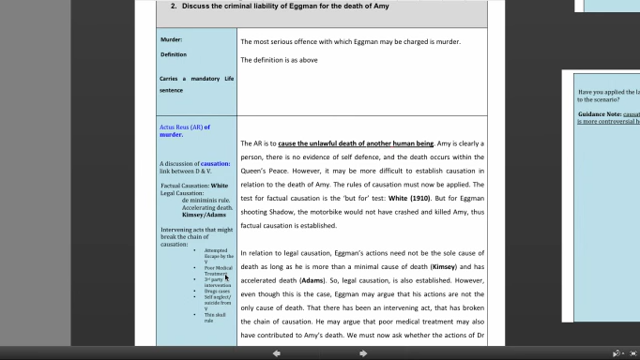 2. Discuss the criminal liability of Eggman for the death of Amy
Murder:
Definition
Carries a mandatory Life
sentence
The most serious offence with which Eggman may be charged is murder.
The definition is as above
Actus Reus (AR) of
murder.
A discussion of causation:
link between D & V.
Factual Causation: White
Legal Causation:
de miniminis rule.
Accelerating death.
Kimsey/Adams
Intervening acts that might
break the chain of
causation:
• Attempted
Escape by the
V
• Poor Medical
Treatment
• 3rd party
intervention
• Drugs cases
• Self neglect/
suicide from
V
• Thin skull
rule
The AR is to cause the unlawful death of another human being. Amy is clearly a
person, there is no evidence of self defence, and the death occurs within the
Queen's Peace. However, it may be more difficult to establish causation in
relation to the death of Amy. The rules of causation must now be applied. The
test for factual causation is the 'but for' test: White (1910). But for Eggman
shooting Shadow, the motorbike would not have crashed and killed Amy, thus
factual causation is established.
In relation to legal causation, Eggman's actions need not be the sole cause of
death as long as he is more than a minimal cause of death (Kimsey) and has
accelerated death (Adams). So, legal causation, is also established. However,
even though this is the case, Eggman may argue that his actions are not the
only cause of death. That there has been an intervening act, that has broken
the chain of causation. He may argue that poor medical treatment may also
have contributed to Amy's death. We must now ask whether the actions of Dr
Have you applied the la
to the scenario?
Guidance Note: causa
is more controversial h